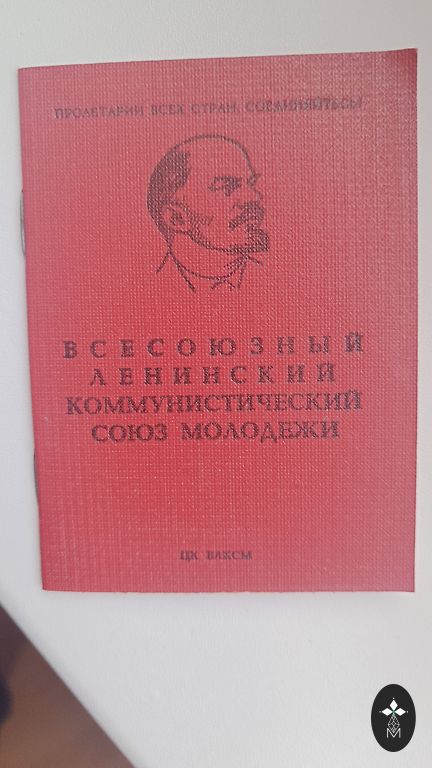 ПРОЛЕТАРИИ ВСЕХ СТРАН, СОЕДИНЯЙТЕСЬ!
ВСЕСОЮЗНЫЙ
ЛЕНИНСКИЙ
КОММУНИСТИЧЕСКИЙ
СОЮЗ МОЛОДЕЖИ
ЦК ВЛКСМ
M